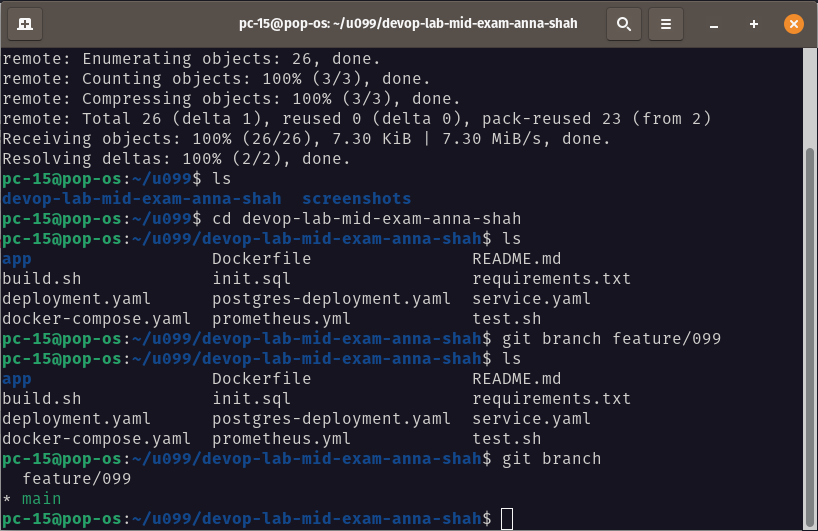 pc-15@pop-os: ~/u099/devop-lab-mid-exam-anna-shah
remote: Enumerating objects: 26, done.
remote: Counting objects: 100% (3/3), done.
remote: Compressing objects: 100% (3/3), done.
remote: Total 26 (delta 1), reused 0 (delta 0), pack-reused 23 (from 2)
Receiving objects: 100% (26/26), 7.30 KiB | 7.30 MiB/s, done.
Resolving deltas: 100% (2/2), done.
pc-15@pop-os:~/u099$ ls
devop-lab-mid-exam-anna-shah  screenshots
pc-15@pop-os:~/u099$ cd devop-lab-mid-exam-anna-shah
pc-15@pop-os:~/u099/devop-lab-mid-exam-anna-shah$ ls
app                  Dockerfile                README.md
build.sh             init.sql                  requirements.txt
deployment.yaml      postgres-deployment.yaml  service.yaml
docker-compose.yaml  prometheus.yml            test.sh
pc-15@pop-os:~/u099/devop-lab-mid-exam-anna-shah$ git branch feature/099
pc-15@pop-os:~/u099/devop-lab-mid-exam-anna-shah$ ls
app                  Dockerfile                README.md
build.sh             init.sql                  requirements.txt
deployment.yaml      postgres-deployment.yaml  service.yaml
docker-compose.yaml  prometheus.yml            test.sh
pc-15@pop-os:~/u099/devop-lab-mid-exam-anna-shah$ git branch
  feature/099
* main
pc-15@pop-os:~/u099/devop-lab-mid-exam-anna-shah$